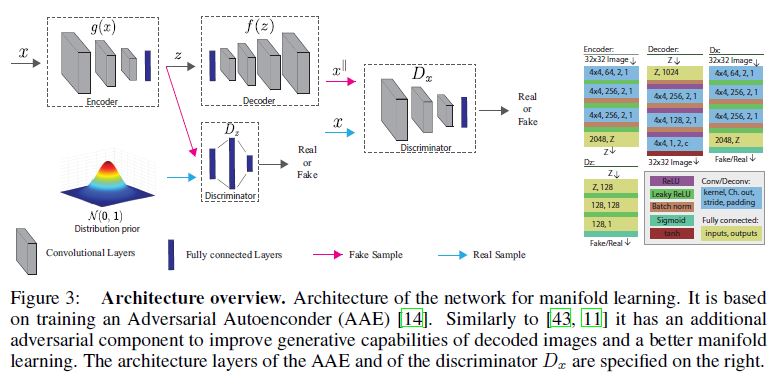 g(x)
x
Encoder
z
f(z)
Decoder
x∥
x
D_x
Discriminator
Real
or
Fake
D_z
Discriminator
Real
or
Fake
N(0, 1)
Distribution prior
Convolutional Layers
Fully connected Layers
Fake Sample
Real Sample
Encoder:
32x32 Image↓
4x4, 64, 2, 1
4x4, 256, 2, 1
4x4, 256, 2, 1
2048, Z
Z↓
Decoder:
Z↓
Z, 1024
4x4, 256, 2, 1
4x4, 128, 2, 1
4x4, 1, 2, c
32x32 Image↓
Dx:
32x32 Image↓
4x4, 64, 2, 1
4x4, 256, 2, 1
4x4, 256, 2, 1
2048, Z
Fake/Real↓
Dz:
Z↓
Z, 128
128, 128
128, 1
Fake/Real ↓
ReLU
Leaky ReLU
Batch norm
Sigmoid
tanh
Conv/Deconv:
kernel, Ch. out,
stride, padding
Fully connected:
inputs, outputs
Figure 3: Architecture overview. Architecture of the network for manifold learning. It is based
on training an Adversarial Autoenconder (AAE) [14]. Similarly to [43, 11] it has an additional
adversarial component to improve generative capabilities of decoded images and a better manifold
learning. The architecture layers of the AAE and of the discriminator D_x are specified on the right.